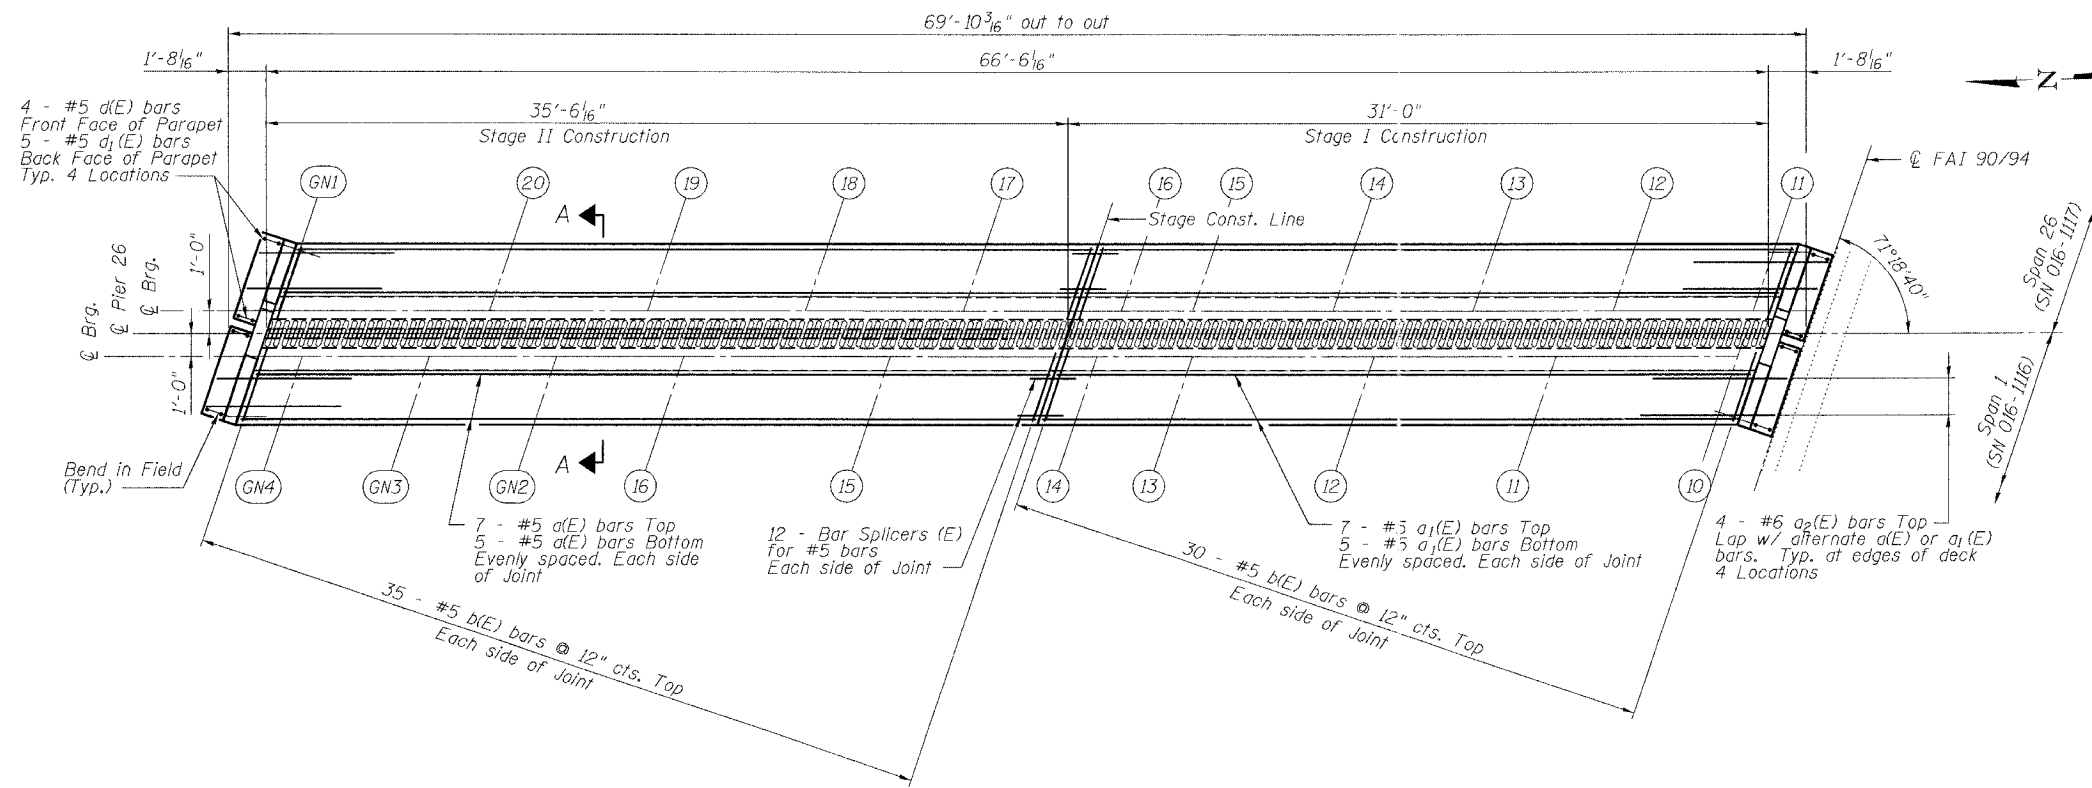 69'-10 3/16" out to out
1'-8 1/16"
66'-6 1/16"
1'-8 1/16"
N
4 - #5 d(E) bars
Front Face of Parapet
5 - #5 d1(E) bars
Back Face of Parapet
Typ. 4 Locations
35'-6 1/16"
Stage II Construction
31'-0"
Stage I Construction
℄ FAI 90/94
GN1
20
19
18
17
16
15
14
13
12
11
A
Stage Const. Line
71°18'40"
Span 26
(SN 016-1117)
Span 1
(SN 016-1116)
℄ Brg.
℄ Pier 26
℄ Brg.
1'-0"
1'-0"
Bend in Field
(Typ.)
A
GN4
GN3
GN2
16
15
14
13
12
11
10
7 - #5 a(E) bars Top
5 - #5 a(E) bars Bottom
Evenly spaced. Each side
of Joint
12 - Bar Splicers (E)
for #5 bars
Each side of Joint
7 - #5 a1(E) bars Top
5 - #5 a1(E) bars Bottom
Evenly spaced. Each side of Joint
4 - #6 a2(E) bars Top
Lap w/ alternate a(E) or a1(E)
bars. Typ. at edges of deck
4 Locations
35 - #5 b(E) bars @ 12" cts. Top
Each side of Joint
30 - #5 b(E) bars @ 12" cts. Top
Each side of Joint